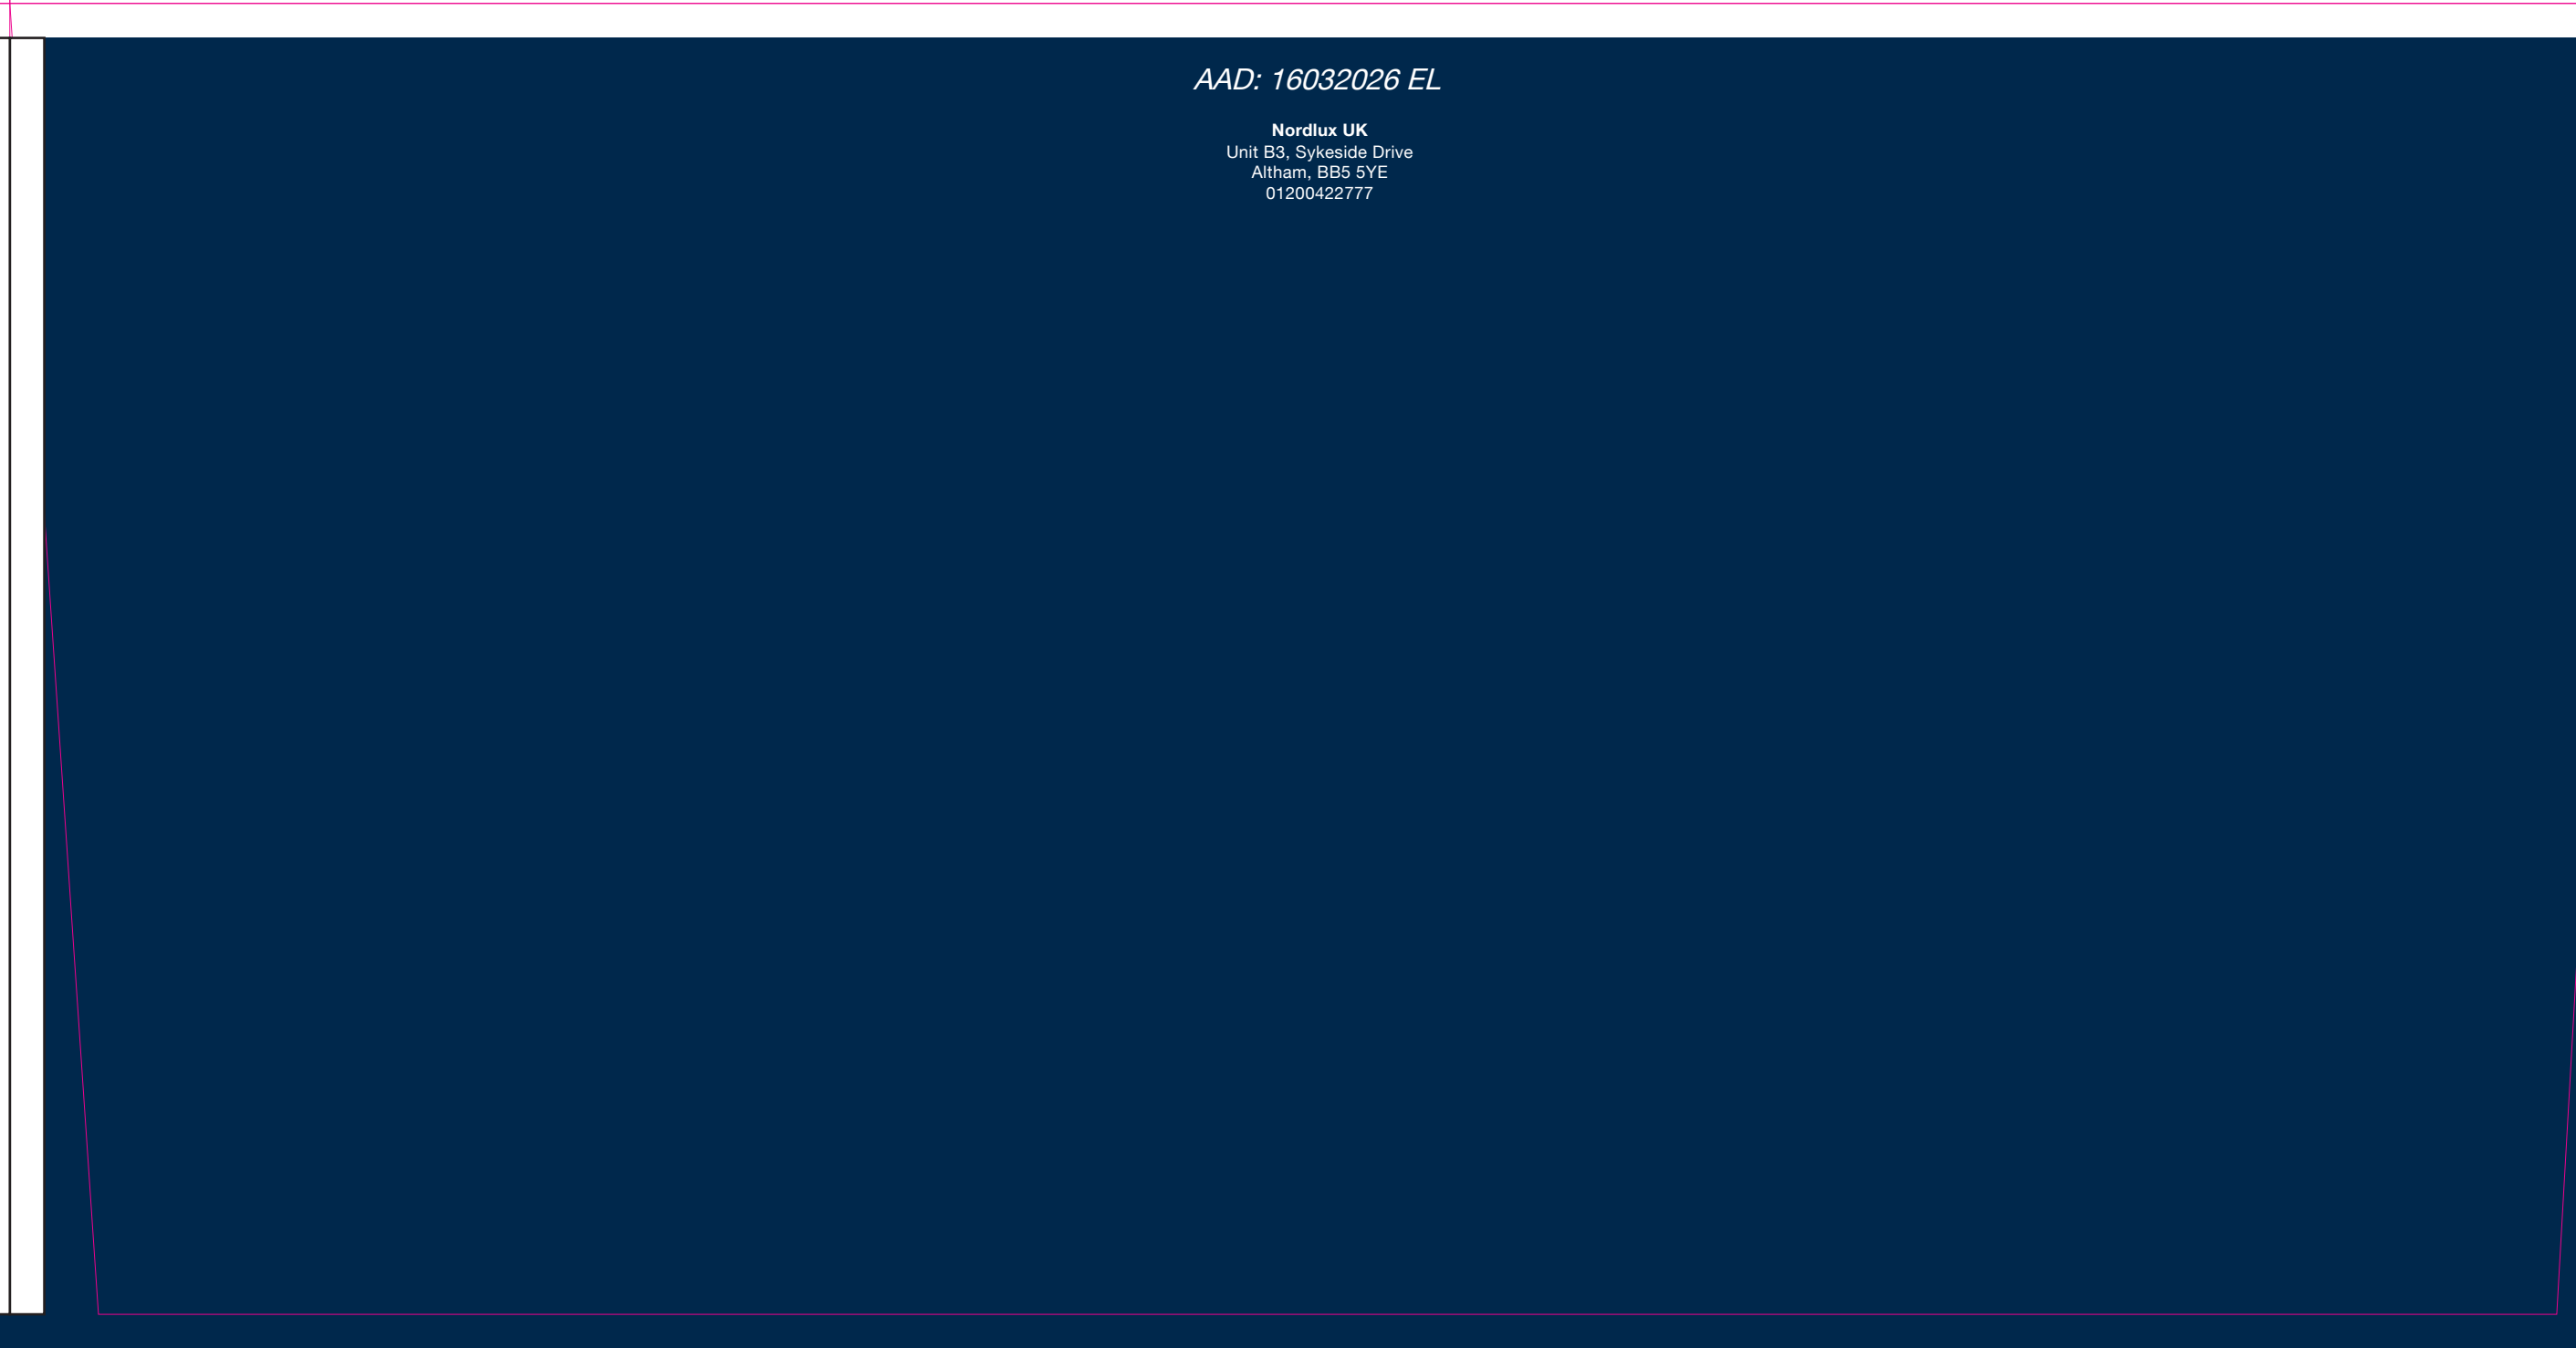 AAD: 16032026 EL
Nordlux UK
Unit B3, Sykeside Drive
Altham, BB5 5YE
01200422777